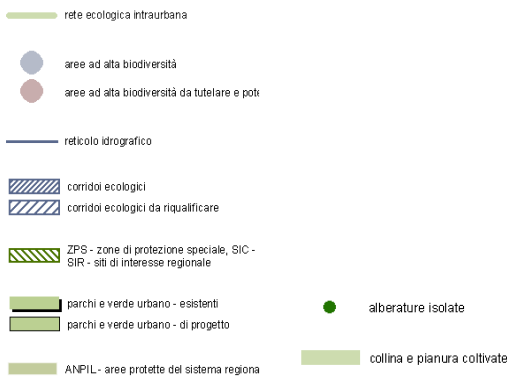 rete ecologica intraurbana
aree ad alta biodiversità
aree ad alta biodiversità da tutelare e pote
reticolo idrografico
corridoi ecologici
corridoi ecologici da riqualificare
ZPS - zone di protezione speciale, SIC -
SIR - siti di interesse regionale
parchi e verde urbano - esistenti
parchi e verde urbano - di progetto
ANPIL - aree protette del sistema regiona
alberature isolate
collina e pianura coltivate